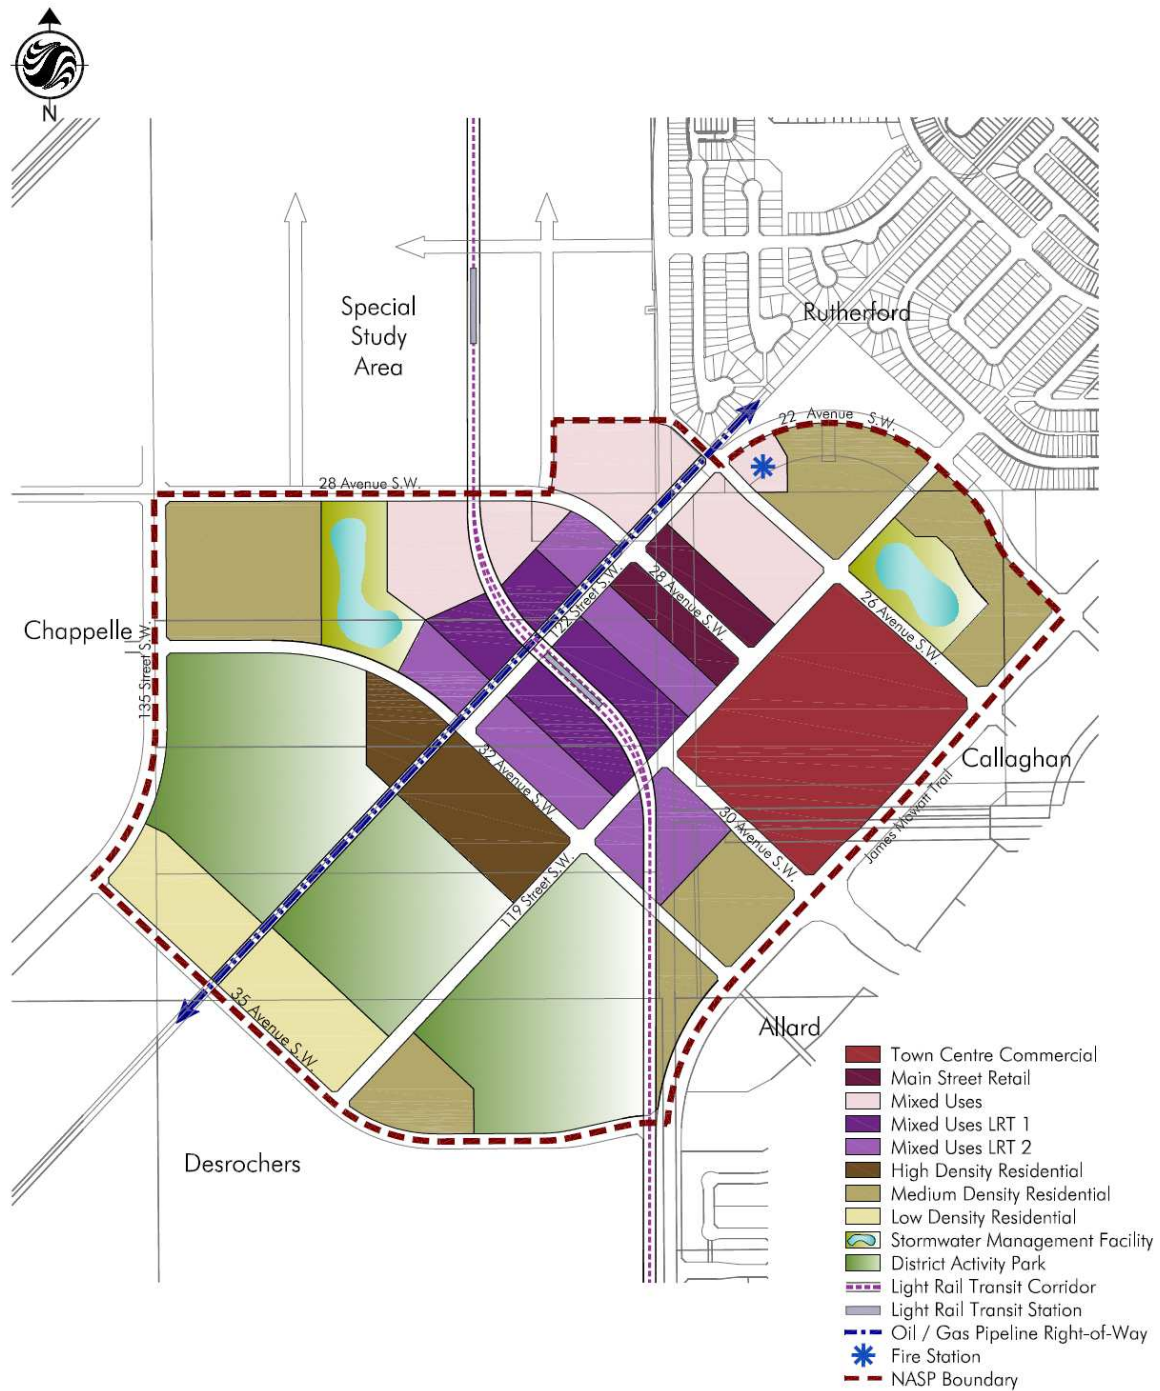 N
Special
Study
Area
Rutherford
22 Avenue S.W.
28 Avenue S.W.
28 Avenue S.W.
122 Street S.W.
26 Avenue S.W.
Chappelle
135 Street S.W.
32 Avenue S.W.
Callaghan
30 Avenue S.W.
James Mowatt Trail
119 Street S.W.
35 Avenue S.W.
Allard
Desrochers
Town Centre Commercial
Main Street Retail
Mixed Uses
Mixed Uses LRT 1
Mixed Uses LRT 2
High Density Residential
Medium Density Residential
Low Density Residential
Stormwater Management Facility
District Activity Park
Light Rail Transit Corridor
Light Rail Transit Station
Oil / Gas Pipeline Right-of-Way
Fire Station
NASP Boundary